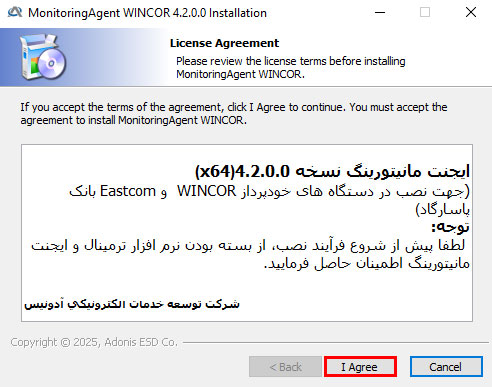 MonitoringAgent WINCOR 4.2.0.0 Installation
License Agreement
Please review the license terms before installing
MonitoringAgent WINCOR.
If you accept the terms of the agreement, click I Agree to continue. You must accept the
agreement to install MonitoringAgent WINCOR.
ایجنت مانیتورینگ نسخه 4.2.0.0(x64)
(جهت نصب در دستگاه های خودپرداز WINCOR و Eastcom بانک
پاسارگاد)
توجه:
لطفا پیش از شروع فرآیند نصب، از بسته بودن نرم افزار ترمینال و ایجنت
مانیتورینگ اطمینان حاصل فرمایید.
شرکت توسعه خدمات الکترونیکي آدونیس
Copyright © 2025, Adonis ESD Co.
< Back
I Agree
Cancel